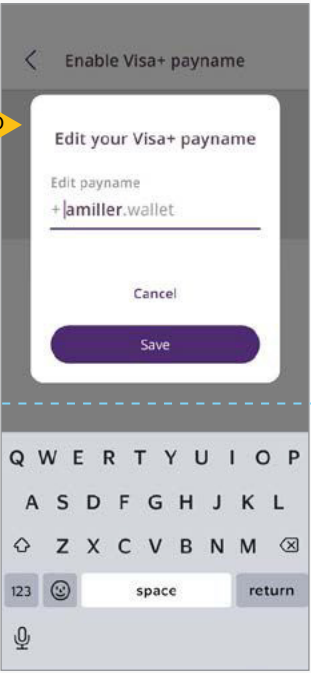 Enable Visa+ payname
Edit your Visa+ payname
Edit payname
+ amiller.wallet
Cancel
Save
Q W E R T Y U I O P
A S D F G H J K L
Z X C V B N M
123 space return